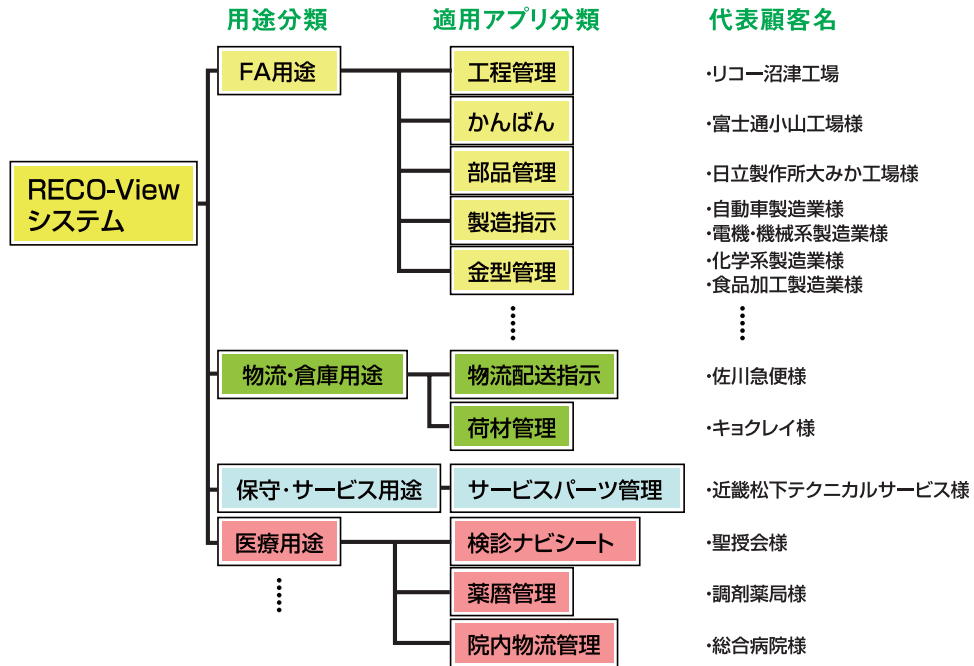 用途分類
適用アプリ分類
代表顧客名
RECO-View
システム
FA用途
工程管理
・リコー沼津工場
かんばん
・富士通小山工場様
部品管理
・日立製作所大みか工場様
製造指示
・自動車製造業様
・電機・機械系製造業様
金型管理
・化学系製造業様
・食品加工製造業様
物流・倉庫用途
物流配送指示
・佐川急便様
荷材管理
・キョクレイ様
保守・サービス用途
サービスパーツ管理
・近畿松下テクニカルサービス様
医療用途
検診ナビシート
・聖授会様
薬暦管理
・調剤薬局様
院内物流管理
・総合病院様